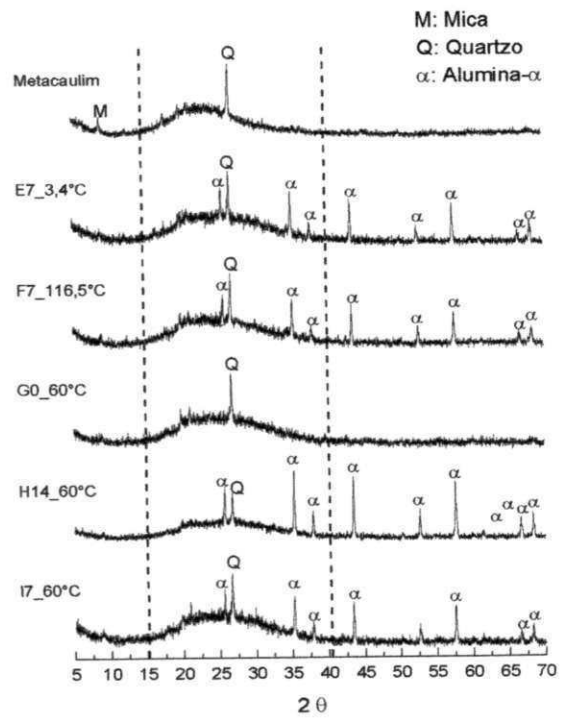 M: Mica
Q: Quartzo
α: Alumina-α
Metacaulim
M
Q
E7_3,4°C
α
Q
α
α
α
α
α
α
α
F7_116,5°C
α
Q
α
α
α
α
α
α
α
G0_60°C
Q
H14_60°C
α
Q
α
α
α
α
α
α
α
α
α
I7_60°C
α
Q
α
α
α
α
α
α
5 10 15 20 25 30 35 40 45 50 55 60 65 70
2 θ